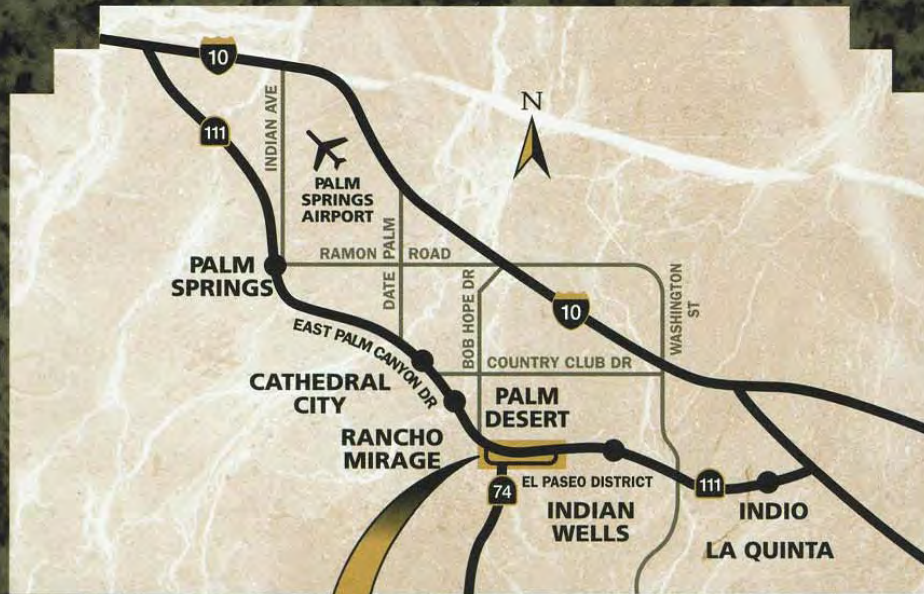 10
N
111
INDIAN AVE
PALM
SPRINGS
AIRPORT
RAMON
ROAD
DATE PALM
PALM
SPRINGS
BOB HOPE DR
WASHINGTON
ST
10
EAST PALM CANYON DR
COUNTRY CLUB DR
CATHEDRAL
CITY
PALM
DESERT
RANCHO
MIRAGE
74
EL PASEO DISTRICT
111
INDIAN
WELLS
INDIO
LA QUINTA